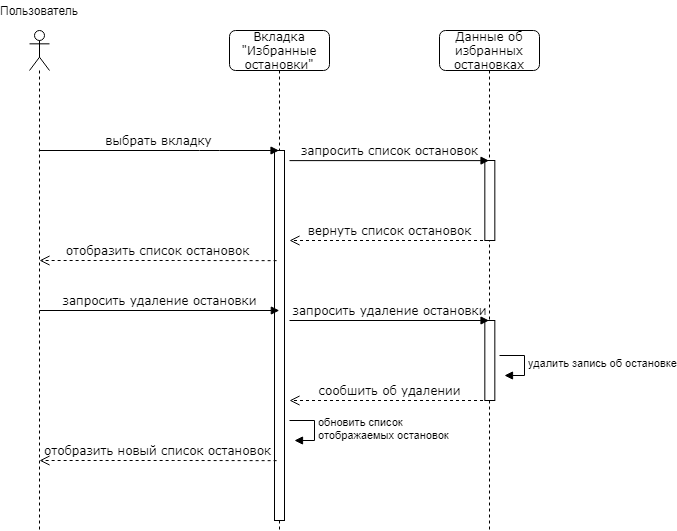 Пользователь
Вкладка
"Избранные
остановки"
Данные об
избранных
остановках
выбрать вкладку
запросить список остановок
вернуть список остановок
отобразить список остановок
запросить удаление остановки
запросить удаление остановки
удалить запись об остановке
сообшить об удалении
обновить список
отображаемых остановок
отобразить новый список остановок